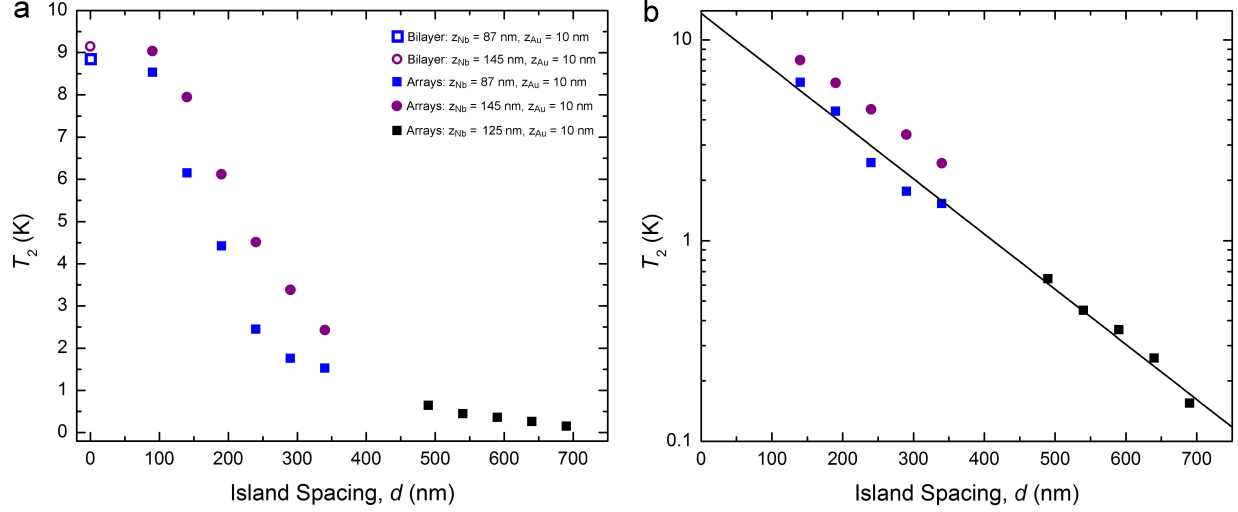 a
10
9
8
7
6
5
4
3
2
1
0
T₂ (K)
0 100 200 300 400 500 600 700
Island Spacing, d (nm)
Bilayer: zNb = 87 nm, zAu = 10 nm
Bilayer: zNb = 145 nm, zAu = 10 nm
Arrays: zNb = 87 nm, zAu = 10 nm
Arrays: zNb = 145 nm, zAu = 10 nm
Arrays: zNb = 125 nm, zAu = 10 nm
b
10
1
0.1
T₂ (K)
0 100 200 300 400 500 600 700
Island Spacing, d (nm)